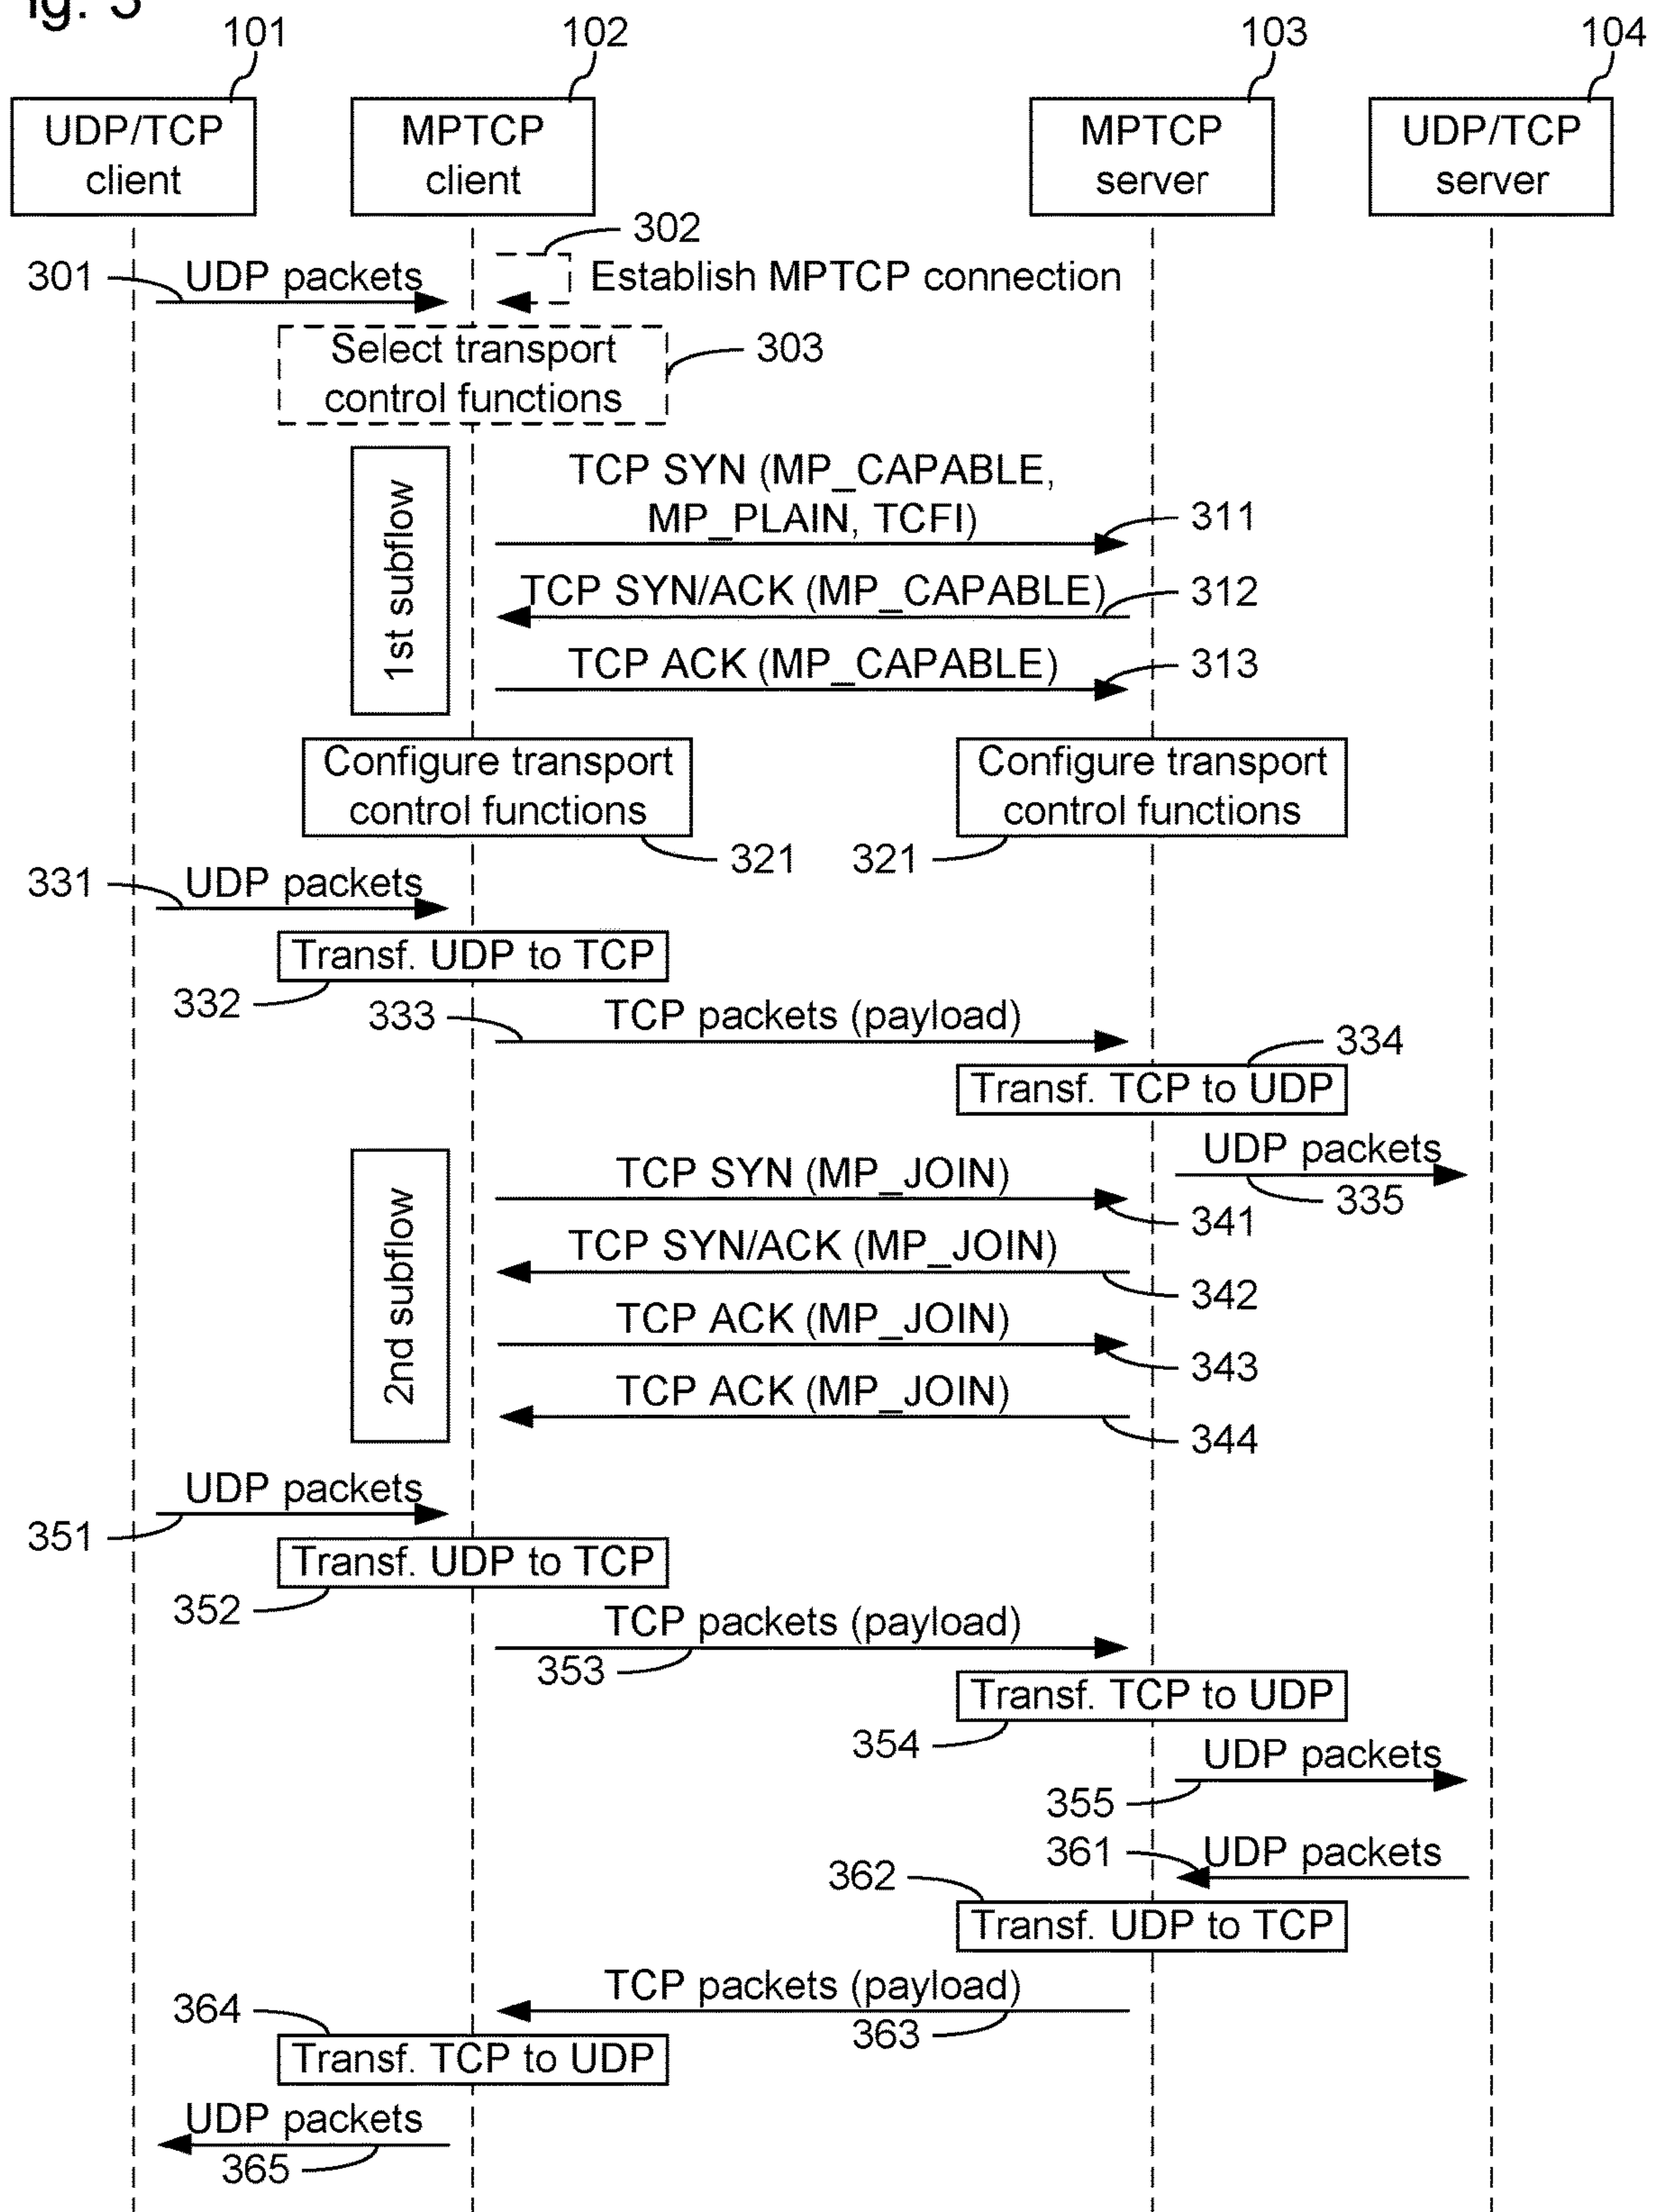 ig. 3
101
102
103
104
UDP/TCP
client
MPTCP
client
MPTCP
server
UDP/TCP
server
302
301
UDP packets
Establish MPTCP connection
Select transport
control functions
303
1st subflow
TCP SYN (MP_CAPABLE,
MP_PLAIN, TCFI)
311
TCP SYN/ACK (MP_CAPABLE)
312
TCP ACK (MP_CAPABLE)
313
Configure transport
control functions
Configure transport
control functions
321
321
331
UDP packets
Transf. UDP to TCP
332
333
TCP packets (payload)
334
Transf. TCP to UDP
UDP packets
335
2nd subflow
TCP SYN (MP_JOIN)
341
TCP SYN/ACK (MP_JOIN)
342
TCP ACK (MP_JOIN)
343
TCP ACK (MP_JOIN)
344
UDP packets
351
Transf. UDP to TCP
352
TCP packets (payload)
353
Transf. TCP to UDP
354
UDP packets
355
361
UDP packets
362
Transf. UDP to TCP
TCP packets (payload)
363
364
Transf. TCP to UDP
UDP packets
365